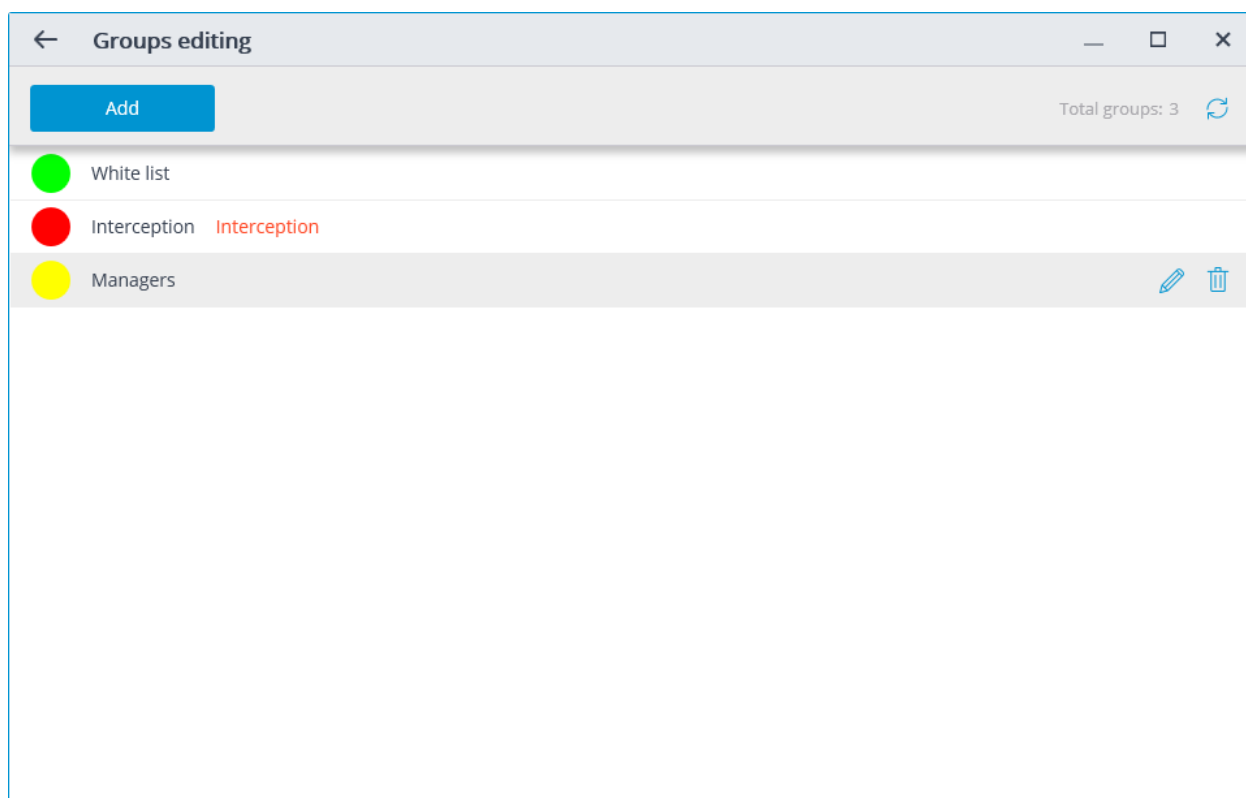 Groups editing
Add Total groups: 3
White list
Interception Interception
Managers